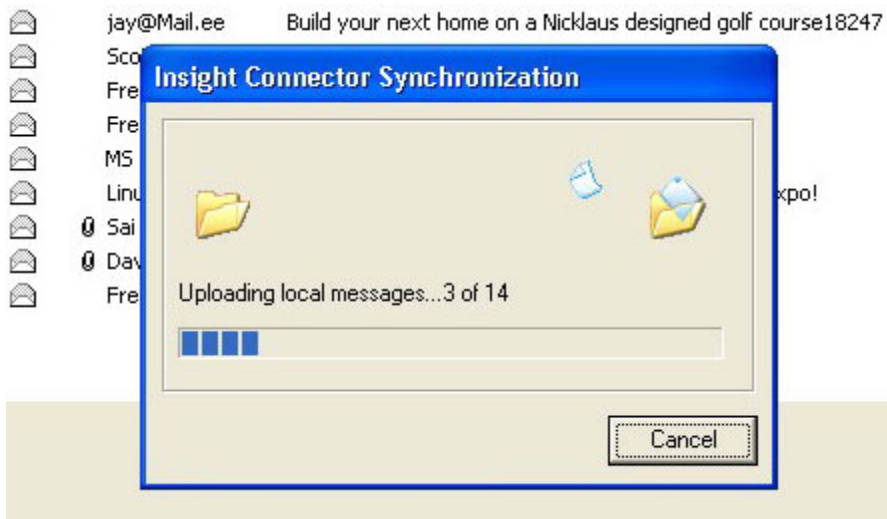 jay@Mail.ee Build your next home on a Nicklaus designed golf course18247
Sco
Insight Connector Synchronization
Fre
Fre
MS
Linu xpo!
Sai
Dav
Uploading local messages...3 of 14
Fre
Cancel